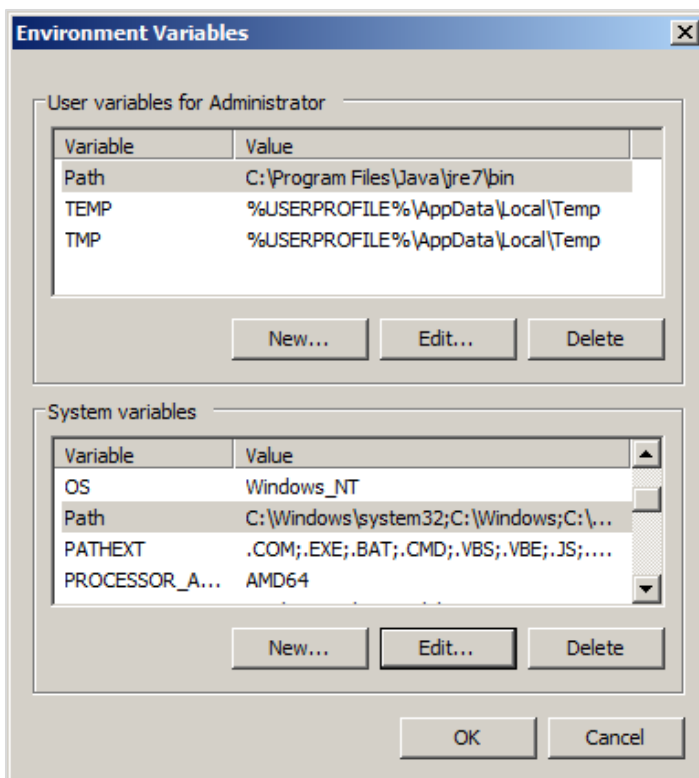 Environment Variables
User variables for Administrator
Variable Value
Path C:\Program Files\Java\jre7\bin
TEMP %USERPROFILE%\AppData\Local\Temp
TMP %USERPROFILE%\AppData\Local\Temp
New... Edit... Delete
System variables
Variable Value
OS Windows_NT
Path C:\Windows\system32;C:\Windows;C:\...
PATHEXT .COM;.EXE;.BAT;.CMD;.VBS;.VBE;.JS;....
PROCESSOR_A... AMD64
New... Edit... Delete
OK Cancel